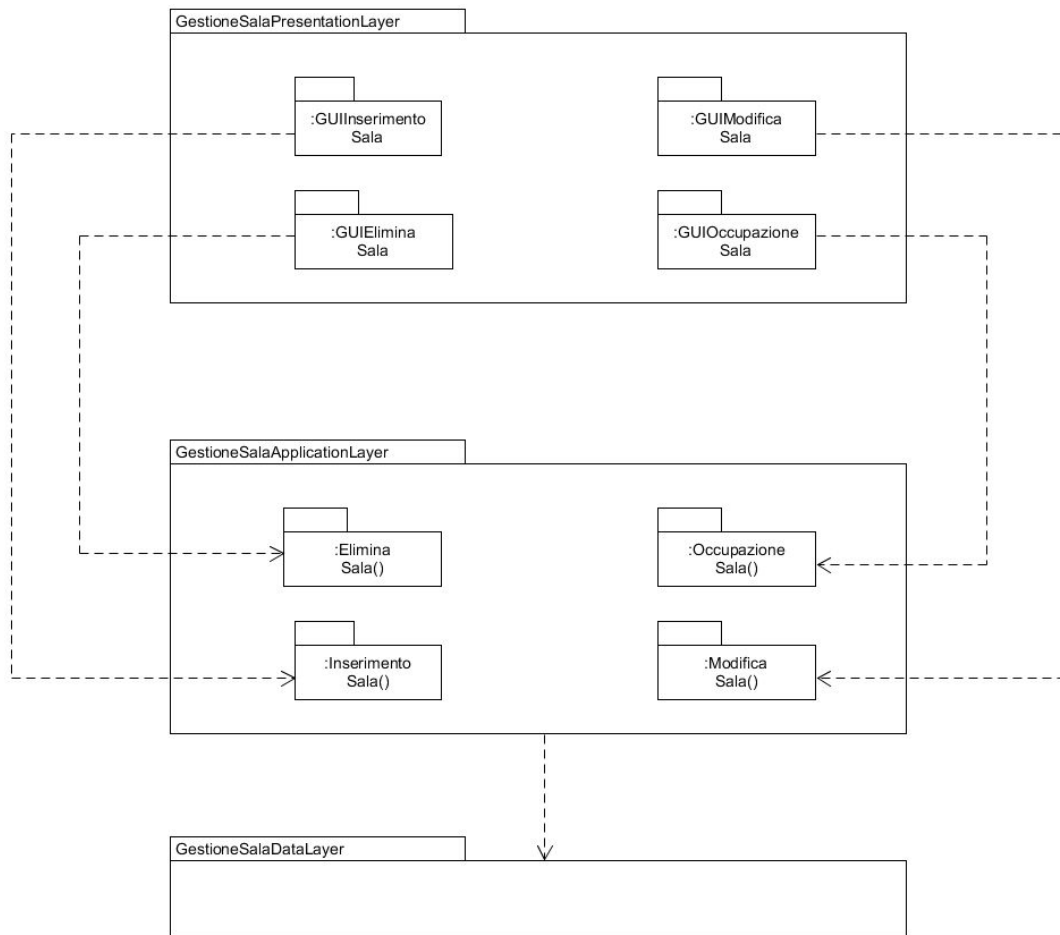 GestioneSalaPresentationLayer
:GUIInserimento
Sala
:GUIModifica
Sala
:GUIElimina
Sala
:GUIOccupazione
Sala
GestioneSalaApplicationLayer
:Elimina
Sala()
:Occupazione
Sala()
:Inserimento
Sala()
:Modifica
Sala()
GestioneSalaDataLayer